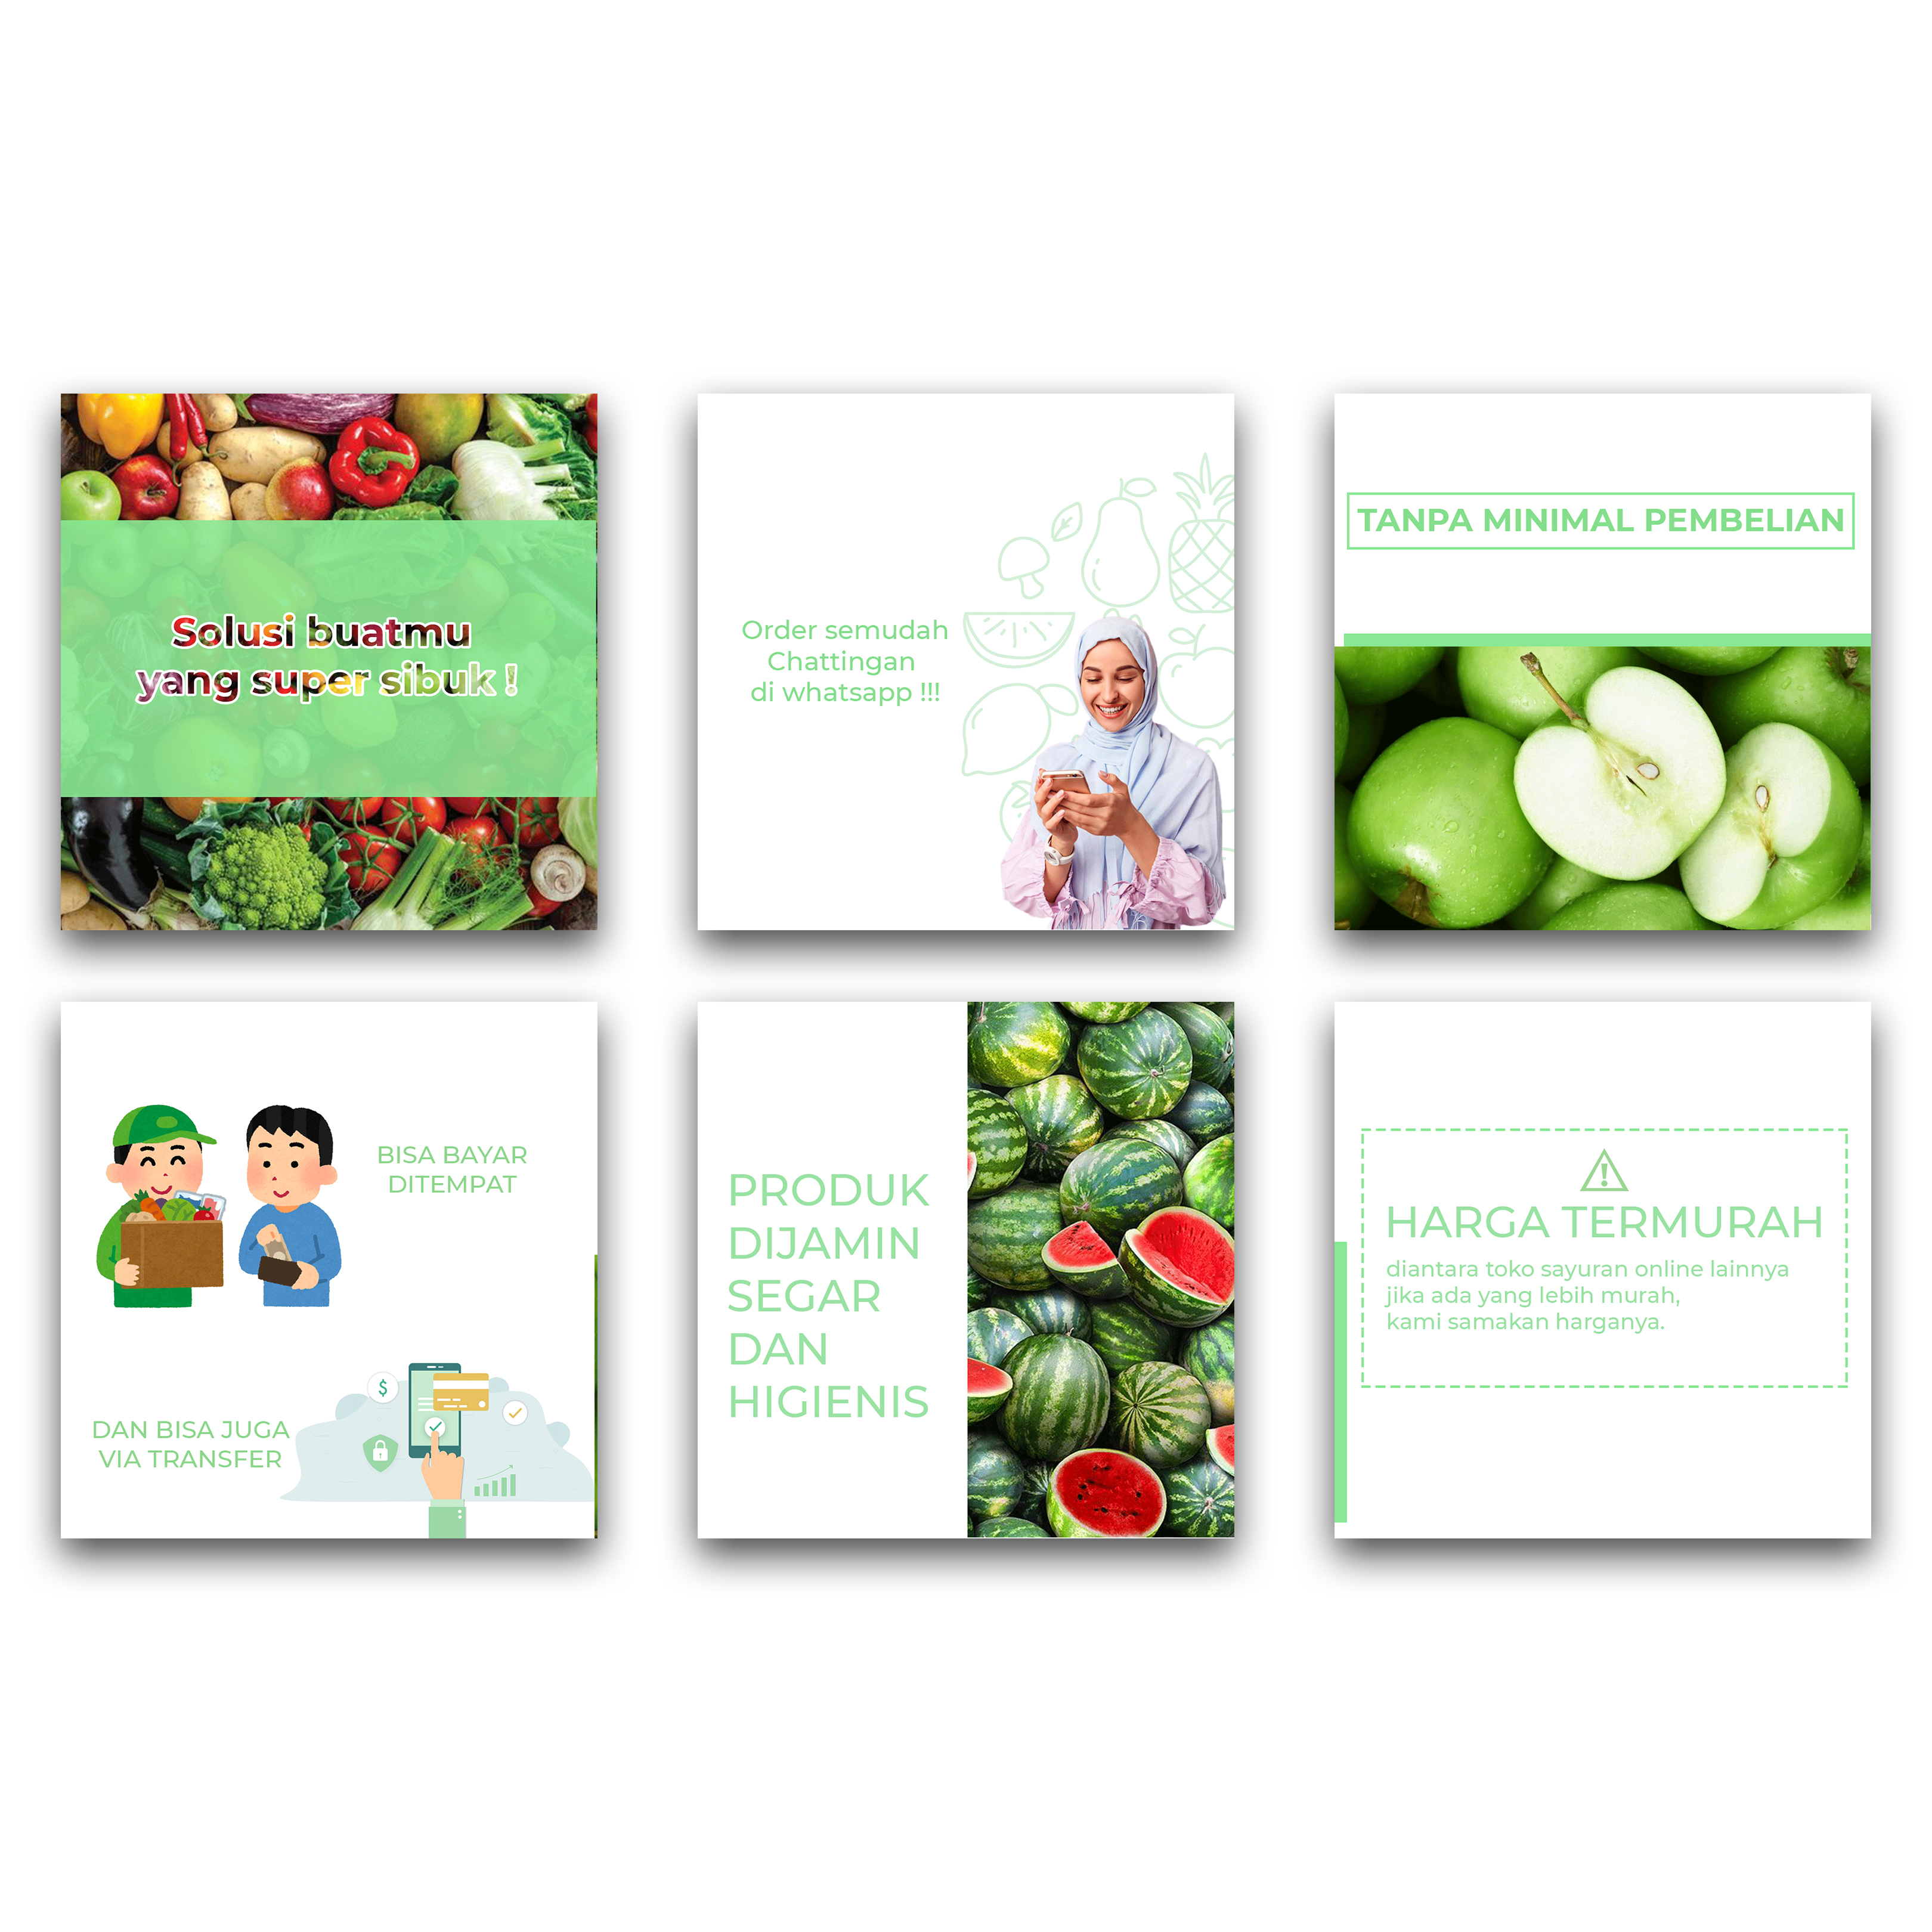 Solusi buatmu
yang super sibuk !
Order semudah
Chattingan
di whatsapp !!!
TANPA MINIMAL PEMBELIAN
BISA BAYAR
DITEMPAT
DAN BISA JUGA
VIA TRANSFER
PRODUK
DIJAMIN
SEGAR
DAN
HIGIENIS
HARGA TERMURAH
diantara toko sayuran online lainnya
jika ada yang lebih murah,
kami samakan harganya.